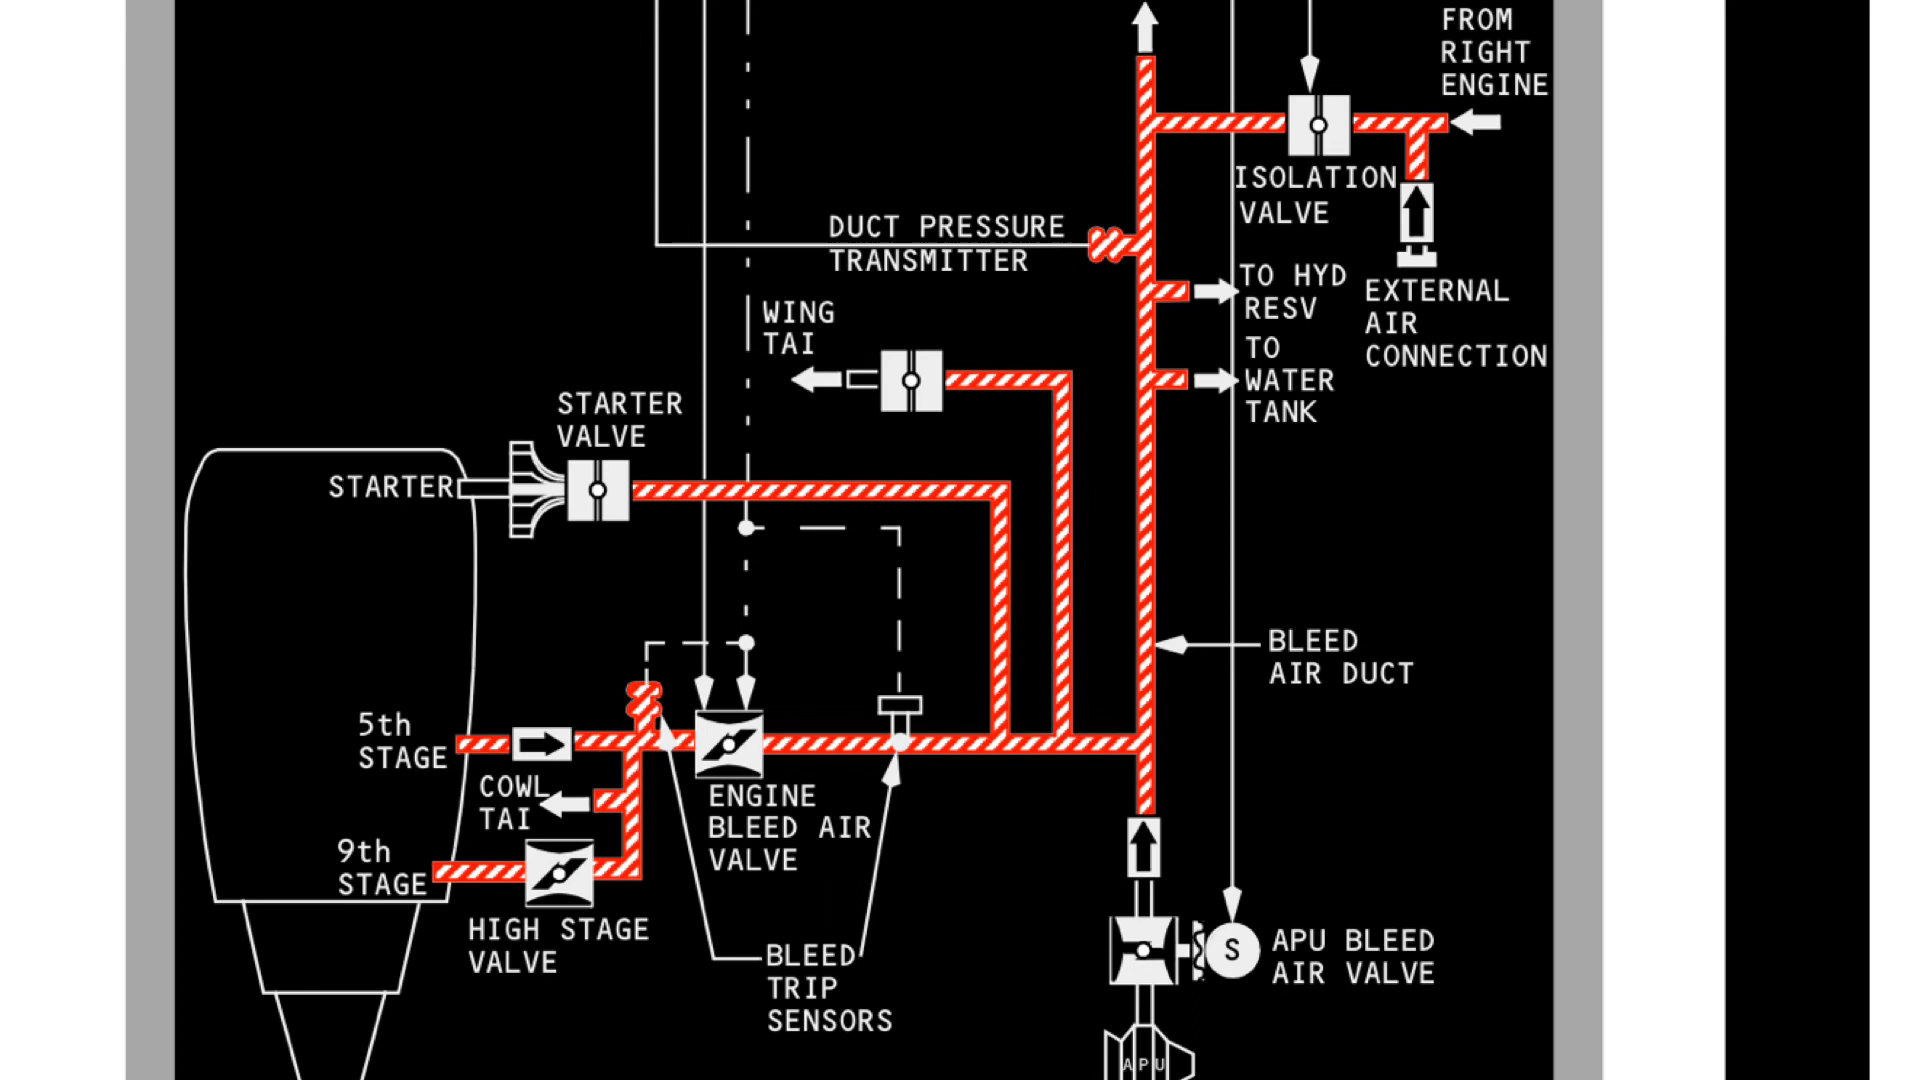 FROM
RIGHT
ENGINE
ISOLATION
VALVE
DUCT PRESSURE
TRANSMITTER
TO HYD
RESV
EXTERNAL
AIR
CONNECTION
WING
TAI
TO
WATER
TANK
STARTER
VALVE
STARTER
BLEED
AIR DUCT
5th
STAGE
COWL
TAI
ENGINE
BLEED AIR
VALVE
9th
STAGE
HIGH STAGE
VALVE
BLEED
TRIP
SENSORS
S
APU BLEED
AIR VALVE
APU